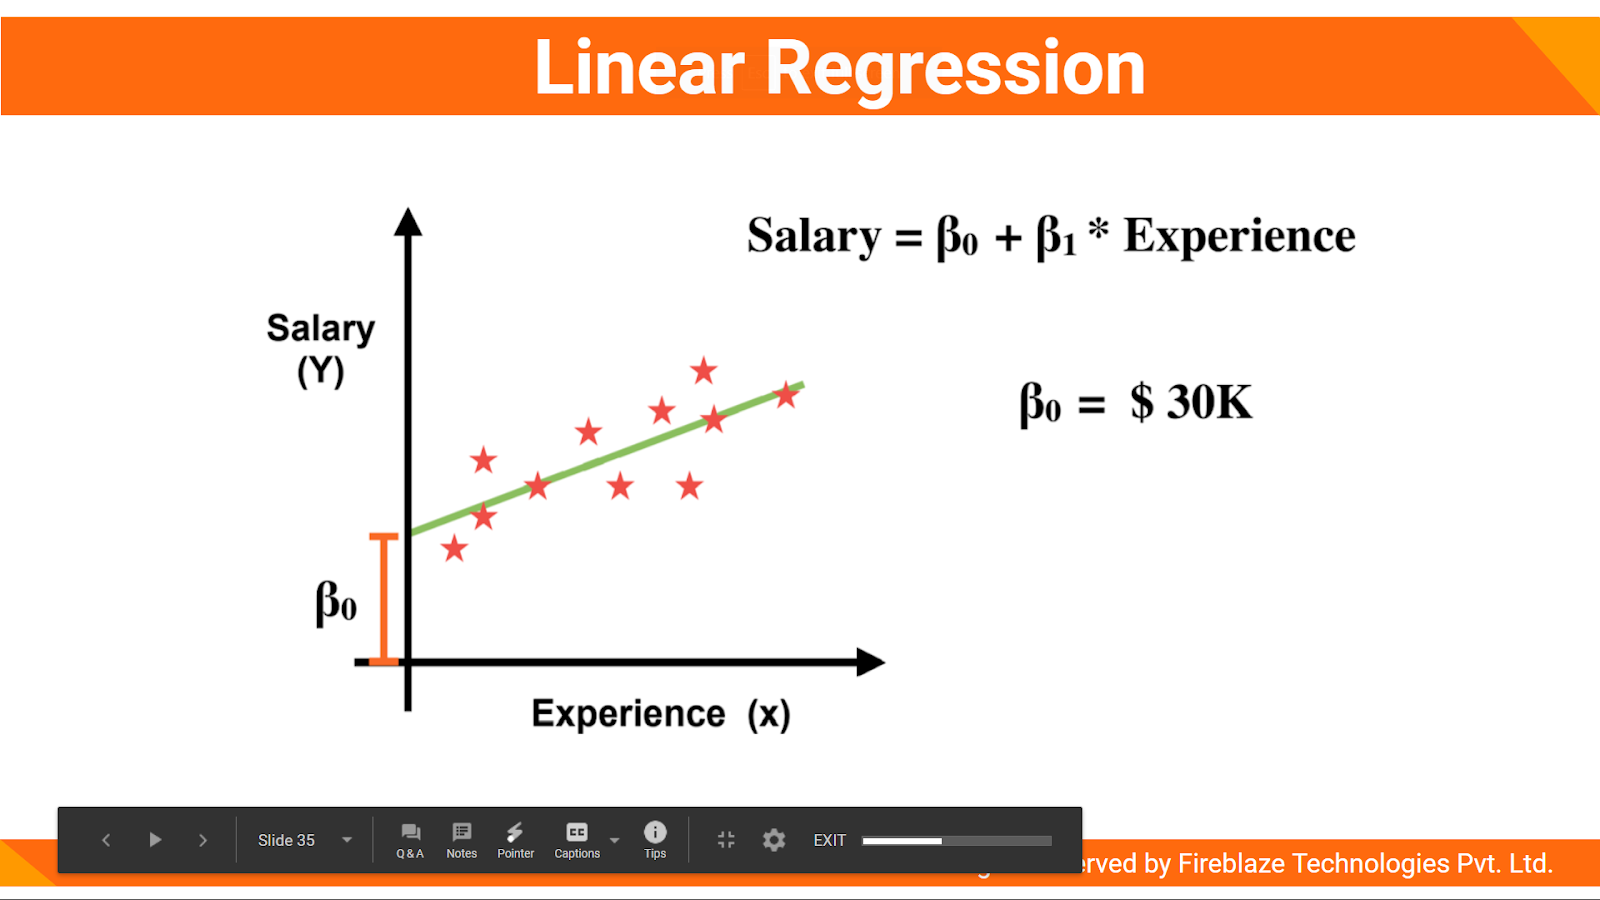 Linear Regression
Salary = β₀ + β₁ * Experience
Salary
(Y)
β₀ = $ 30K
β₀
Experience (x)
Slide 35
Q & A
Notes
Pointer
CC
Captions
Tips
EXIT
by Fireblaze Technologies Pvt. Ltd.